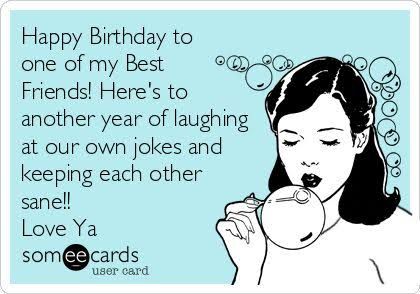 Happy Birthday to
one of my Best
Friends! Here's to
another year of laughing
at our own jokes and
keeping each other
sane!!
Love Ya
someecards
user card